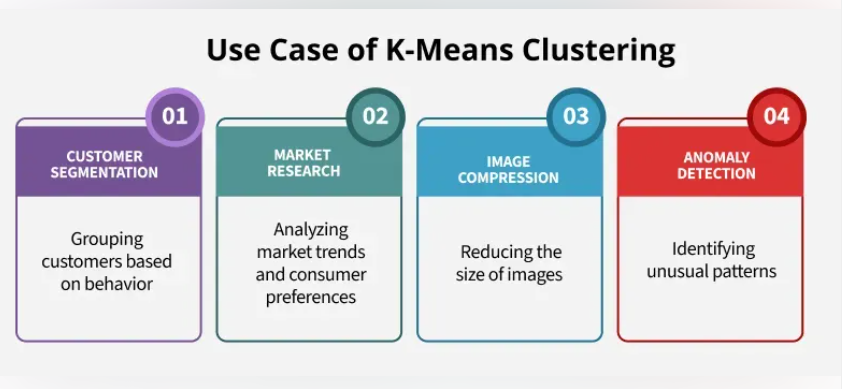 Use Case of K-Means Clustering
01
CUSTOMER
SEGMENTATION
Grouping
customers based
on behavior
02
MARKET
RESEARCH
Analyzing
market trends
and consumer
preferences
03
IMAGE
COMPRESSION
Reducing the
size of images
04
ANOMALY
DETECTION
Identifying
unusual patterns